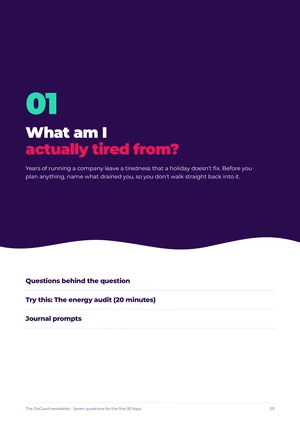 01
What am I
actually tired from?
Years of running a company leave a tiredness that a holiday doesn't fix. Before you
plan anything, name what drained you, so you don't walk straight back into it.
Questions behind the question
Try this: The energy audit (20 minutes)
Journal prompts
The DoGood newsletter · Seven questions for the first 90 days
03